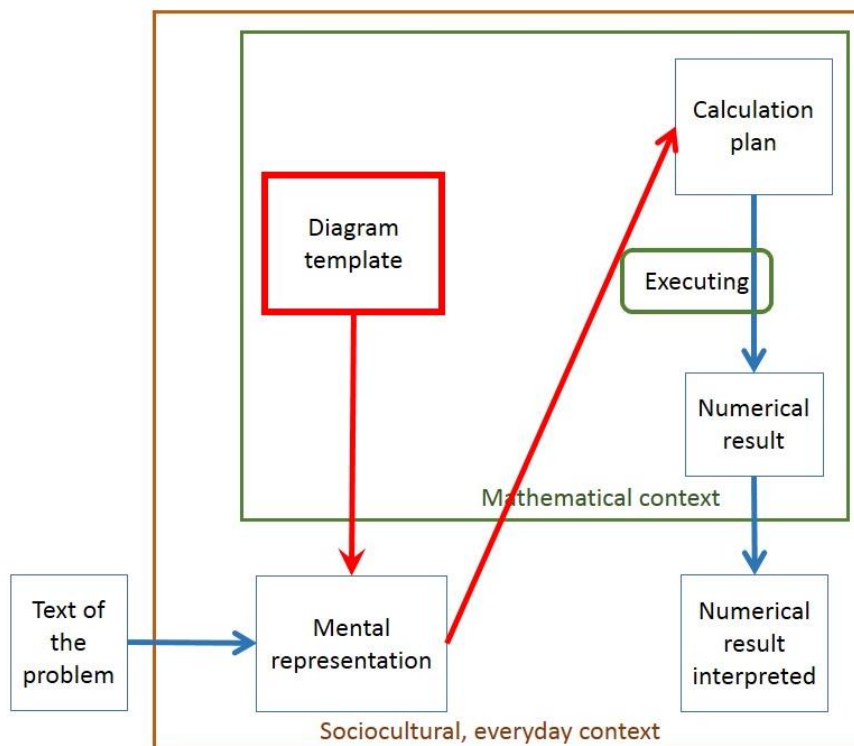 Calculation
plan
Diagram
template
Executing
Numerical
result
Mathematical context
Text of
the
problem
Mental
representation
Numerical
result
interpreted
Sociocultural, everyday context